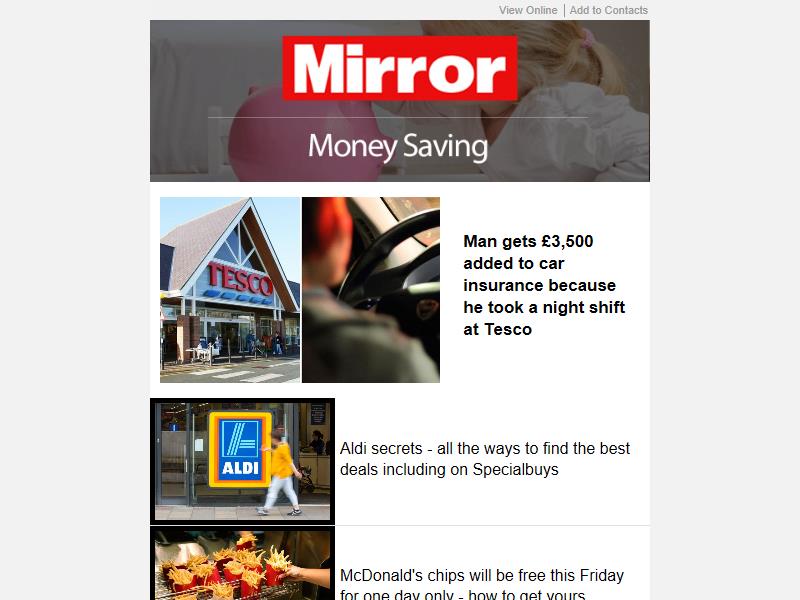 View Online | Add to Contacts
Mirror
Money Saving
TESCO
Man gets £3,500
added to car
insurance because
he took a night shift
at Tesco
ALDI
Aldi secrets - all the ways to find the best
deals including on Specialbuys
McDonald's chips will be free this Friday
for one day only - how to get yours